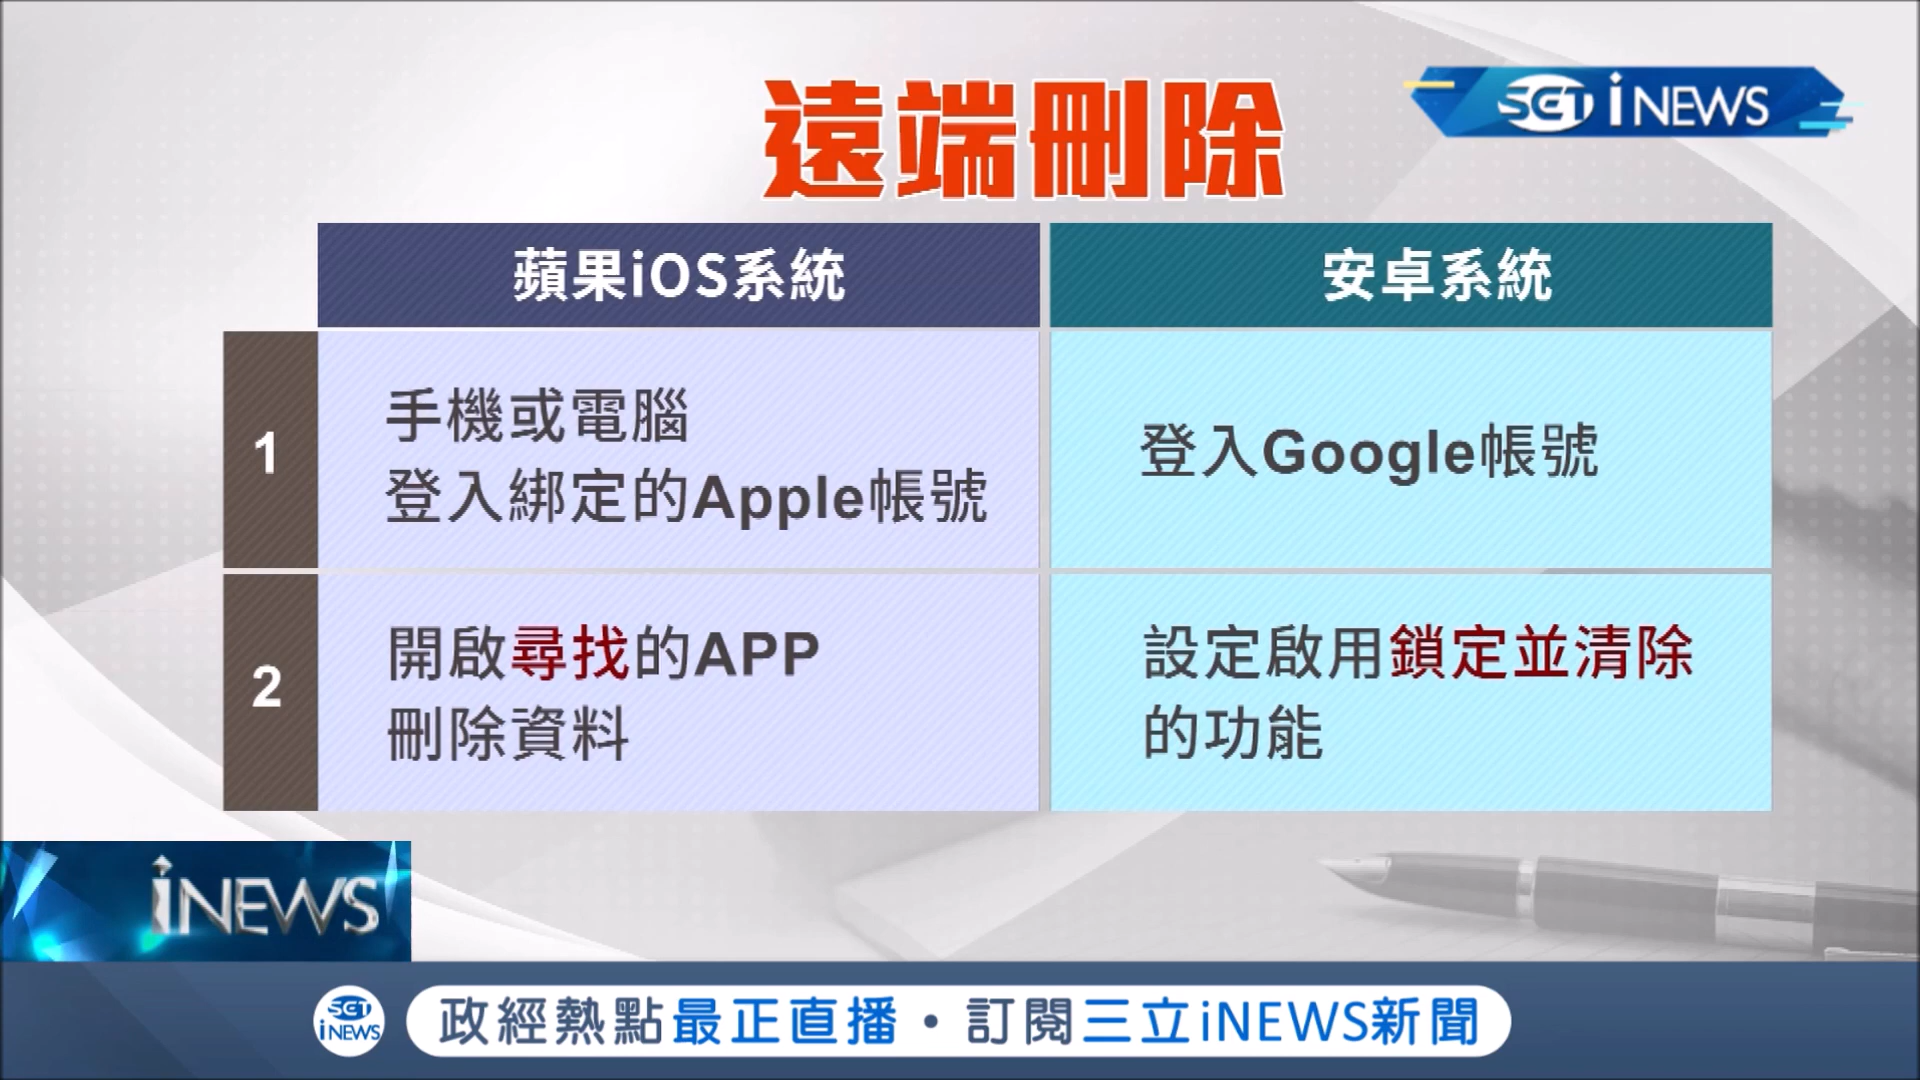 遠端刪除
SET iNEWS
蘋果iOS系統
安卓系統
1
手機或電腦
登入綁定的Apple帳號
登入Google帳號
2
開啟尋找的APP
刪除資料
設定啟用鎖定並清除
的功能
iNEWS
SET
iNEWS
政經熱點最正直播・訂閱三立iNEWS新聞